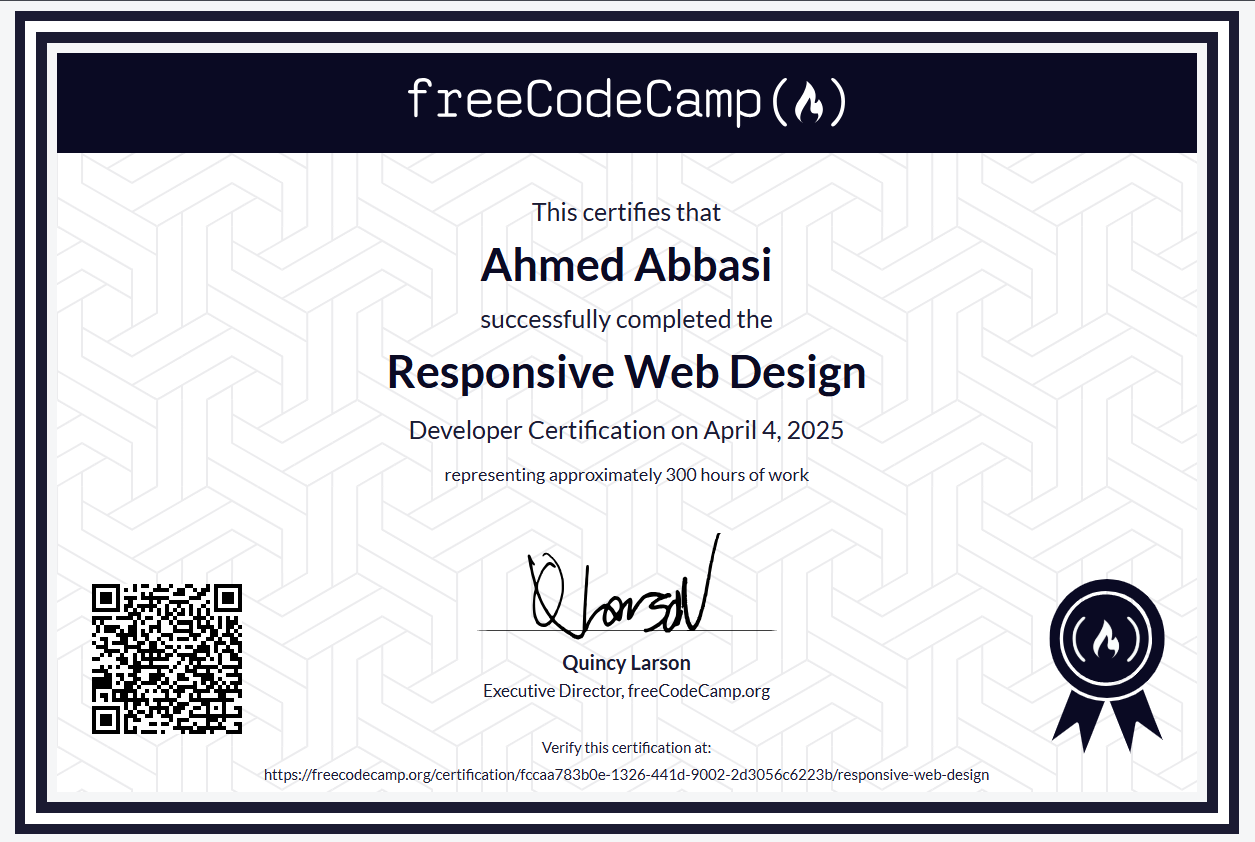 freeCodeCamp(🔥)
This certifies that
Ahmed Abbasi
successfully completed the
Responsive Web Design
Developer Certification on April 4, 2025
representing approximately 300 hours of work
Quincy Larson
Executive Director, freeCodeCamp.org
Verify this certification at:
https://freecodecamp.org/certification/fccaa783b0e-1326-441d-9002-2d3056c6223b/responsive-web-design